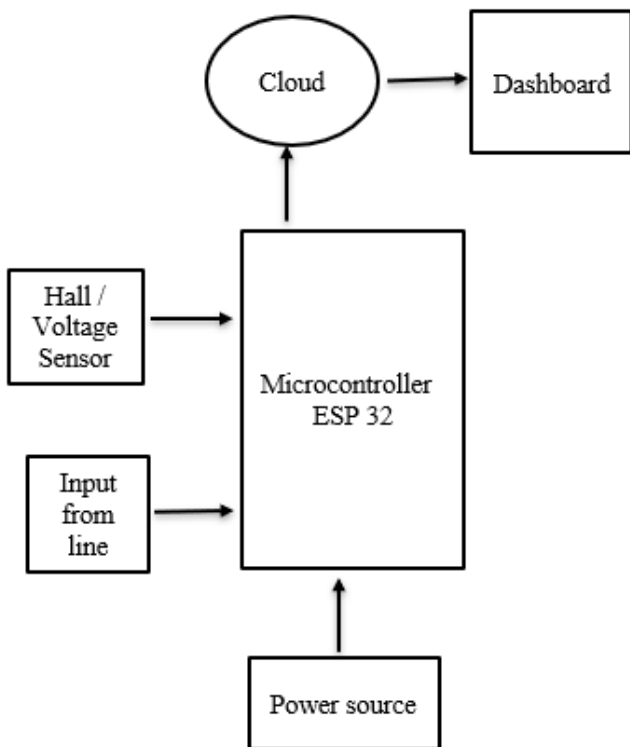 Cloud
Dashboard
Hall /
Voltage
Sensor
Microcontroller
ESP 32
Input
from
line
Power source